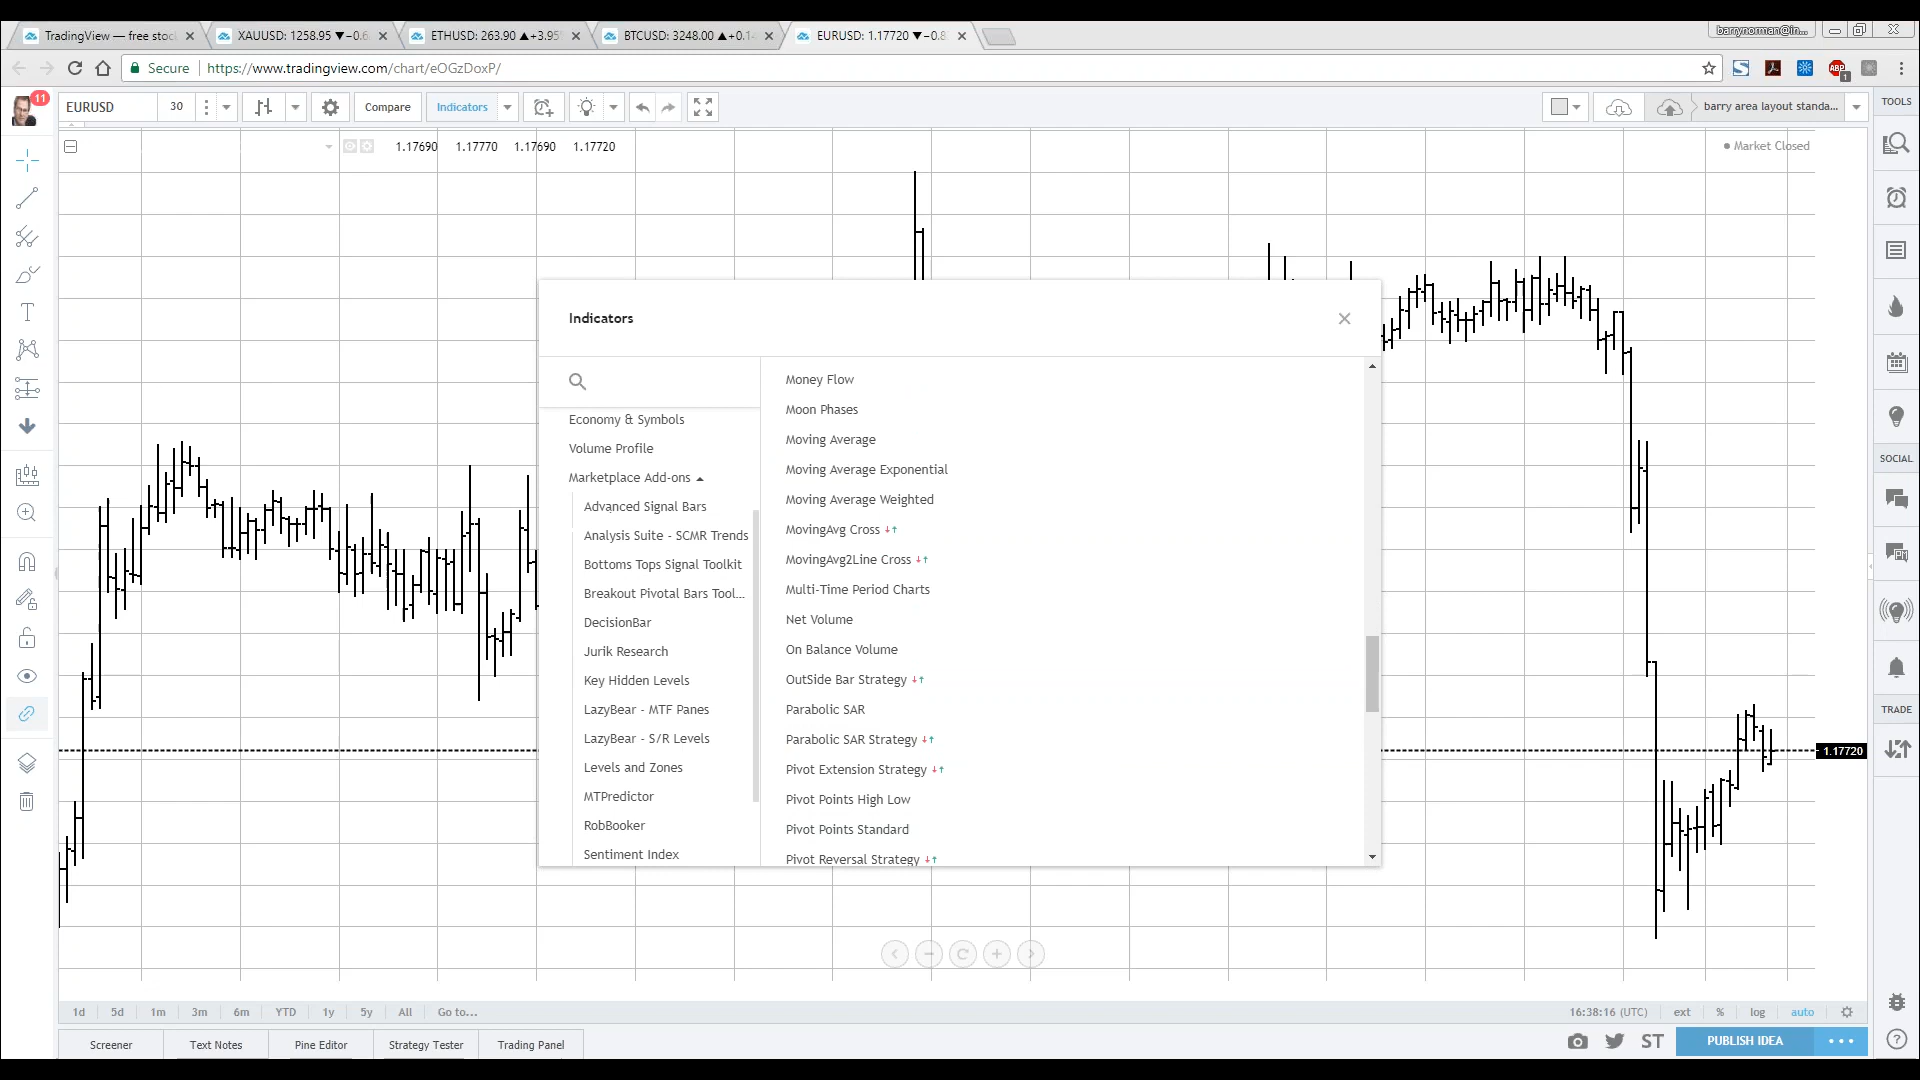 TradingView — free stoc
XAUUSD: 1258.95 ▼−0.6
ETHUSD: 263.90 ▲+3.95
BTCUSD: 3248.00 ▲+0.1
EURUSD: 1.17720 ▼−0.8
barrynorman@in...
Secure
https://www.tradingview.com/chart/eOGzDoxP/
ABP
1
11
EURUSD
30
Compare
Indicators
barry area layout standa...
TOOLS
1.17690 1.17770 1.17690 1.17720
Market Closed
Indicators
Economy & Symbols
Volume Profile
Marketplace Add-ons
Advanced Signal Bars
Analysis Suite - SCMR Trends
Bottoms Tops Signal Toolkit
Breakout Pivotal Bars Tool...
DecisionBar
Jurik Research
Key Hidden Levels
LazyBear - MTF Panes
LazyBear - S/R Levels
Levels and Zones
MTPredictor
RobBooker
Sentiment Index
Money Flow
Moon Phases
Moving Average
Moving Average Exponential
Moving Average Weighted
MovingAvg Cross
MovingAvg2Line Cross
Multi-Time Period Charts
Net Volume
On Balance Volume
OutSide Bar Strategy
Parabolic SAR
Parabolic SAR Strategy
Pivot Extension Strategy
Pivot Points High Low
Pivot Points Standard
Pivot Reversal Strategy
SOCIAL
TRADE
1.17720
1d 5d 1m 3m 6m YTD 1y 5y All Go to...
16:38:16 (UTC) ext % log auto
Screener
Text Notes
Pine Editor
Strategy Tester
Trading Panel
ST
PUBLISH IDEA